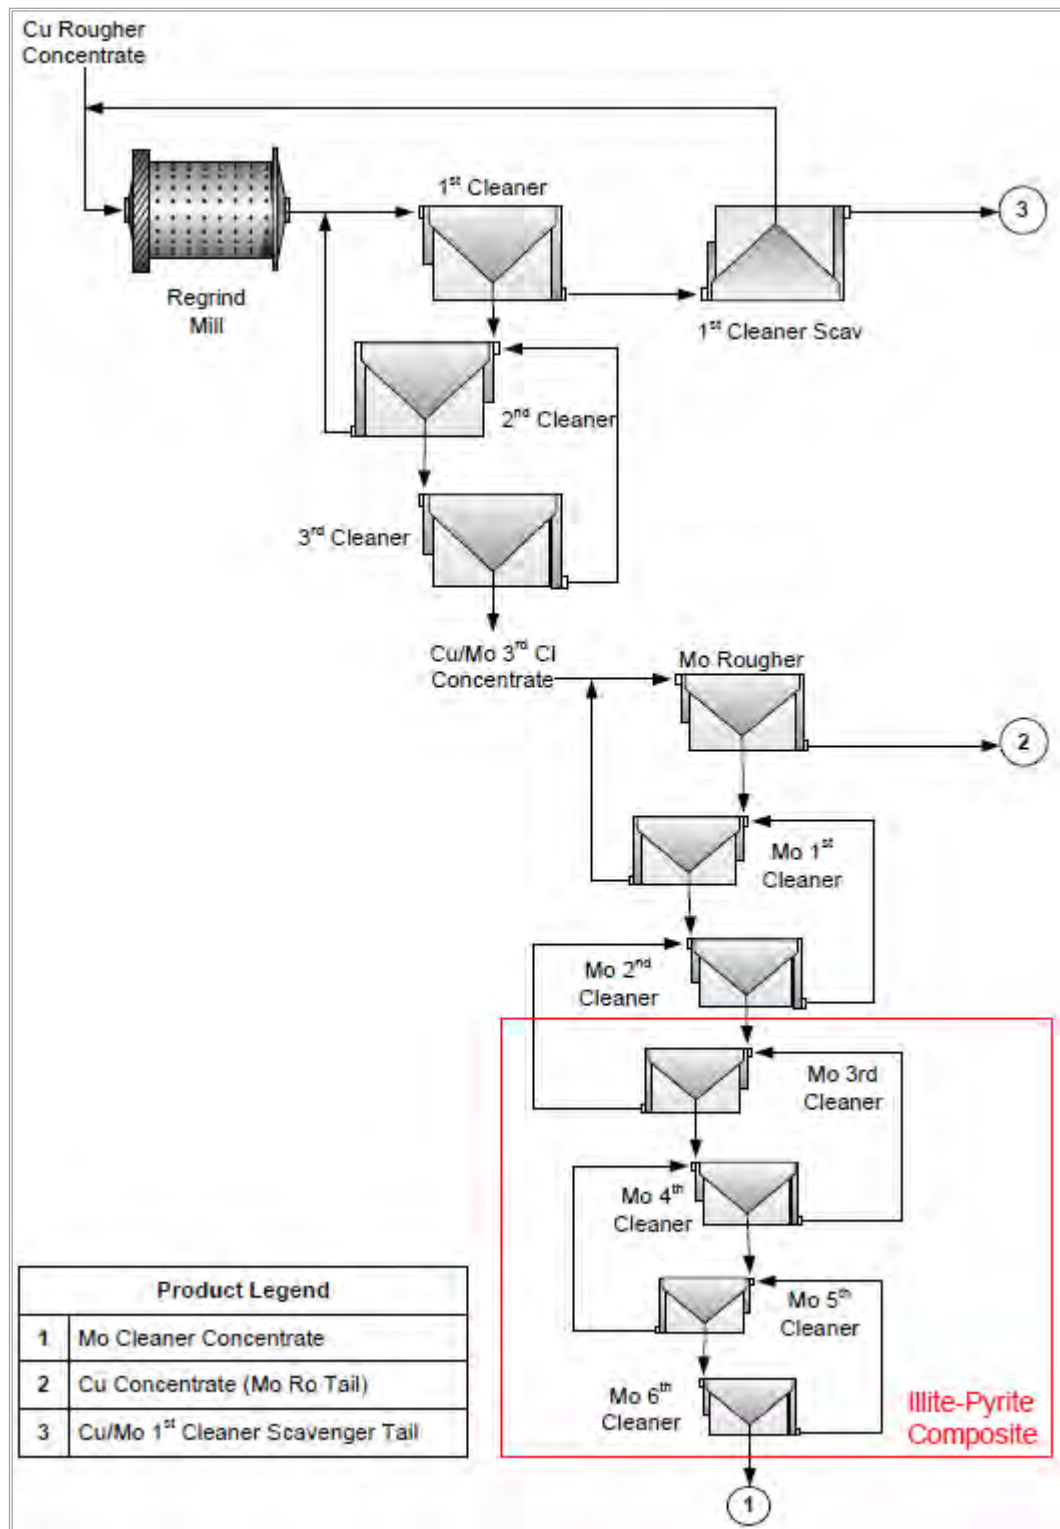 Cu Rougher
Concentrate
1st Cleaner
3
Regrind
Mill
1st Cleaner Scav
2nd Cleaner
3rd Cleaner
Cu/Mo 3rd Cl
Concentrate
Mo Rougher
2
Mo 1st
Cleaner
Mo 2nd
Cleaner
Mo 3rd
Cleaner
Mo 4th
Cleaner
Mo 5th
Cleaner
Mo 6th
Cleaner
Illite-Pyrite
Composite
1
Product Legend
1 Mo Cleaner Concentrate
2 Cu Concentrate (Mo Ro Tail)
3 Cu/Mo 1st Cleaner Scavenger Tail